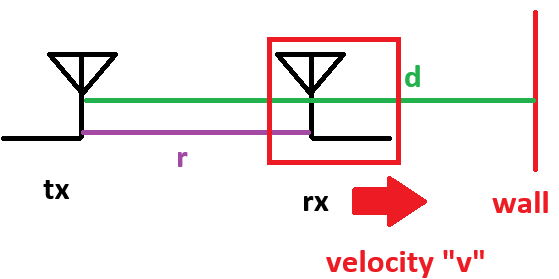 d
r
tx
rx
wall
velocity "v"